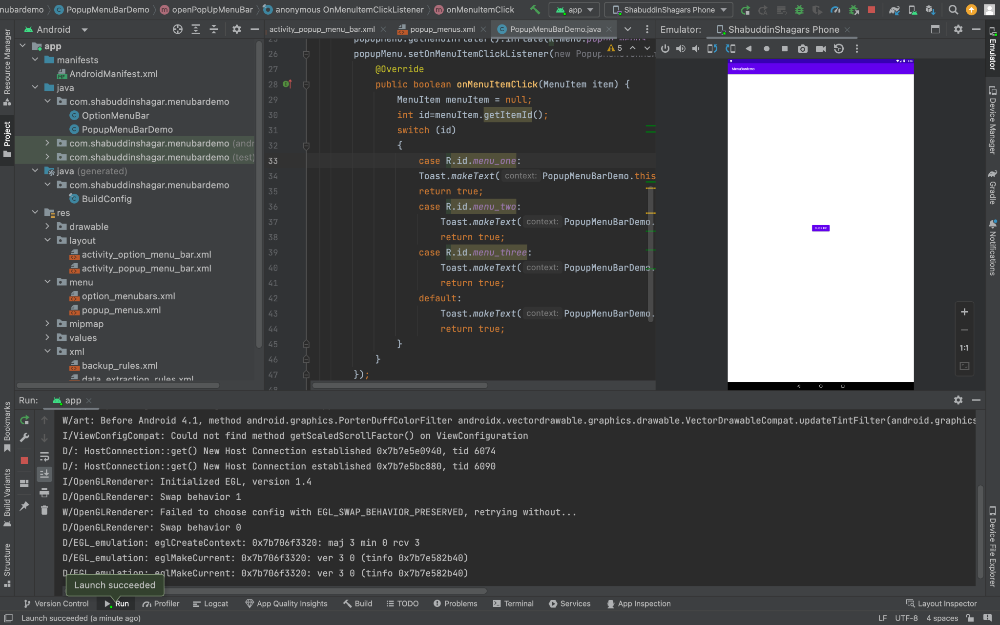 nubardemo
PopupMenuBarDemo
openPopUpMenuBar
anonymous OnMenuItemClickListener
onMenuItemClick
app
ShabuddinShagars Phone
Android
activity_popup_menu_bar.xml
popup_menus.xml
PopupMenuBarDemo.java
Emulator:
ShabuddinShagars Phone
Resource Manager
Project
app
manifests
AndroidManifest.xml
java
com.shabuddinshagar.menubardemo
OptionMenuBar
PopupMenuBarDemo
com.shabuddinshagar.menubardemo (andr
com.shabuddinshagar.menubardemo (test)
java (generated)
com.shabuddinshagar.menubardemo
BuildConfig
res
drawable
layout
activity_option_menu_bar.xml
activity_popup_menu_bar.xml
menu
option_menubars.xml
popup_menus.xml
mipmap
values
xml
backup_rules.xml
data_extraction_rules.xml
5
26 popupMenu.setOnMenuItemClickListener(new
27 @Override
28 public boolean onMenuItemClick(MenuItem item) {
29 MenuItem menuItem = null;
30 int id=menuItem.getItemId();
31 switch (id)
32 {
33 case R.id.menu_one:
34 Toast.makeText( context: PopupMenuBarDemo.this
35 return true;
36 case R.id.menu_two:
37 Toast.makeText( context: PopupMenuBarDemo.
38 return true;
39 case R.id.menu_three:
40 Toast.makeText( context: PopupMenuBarDemo.
41 return true;
42 default:
43 Toast.makeText( context: PopupMenuBarDemo.
44 return true;
45 }
46 }
47 });
48
MenuBardemo
CLICK ME
1:1
Emulator
Device Manager
Gradle
Notifications
Device File Explorer
Run:
app
Bookmarks
Build Variants
Structure
W/art: Before Android 4.1, method android.graphics.PorterDuffColorFilter androidx.vectordrawable.graphics.drawable.VectorDrawableCompat.updateTintFilter(android.graphics
I/ViewConfigCompat: Could not find method getScaledScrollFactor() on ViewConfiguration
D/: HostConnection::get() New Host Connection established 0x7b7e5e0940, tid 6074
D/: HostConnection::get() New Host Connection established 0x7b7e5bc880, tid 6090
I/OpenGLRenderer: Initialized EGL, version 1.4
D/OpenGLRenderer: Swap behavior 1
W/OpenGLRenderer: Failed to choose config with EGL_SWAP_BEHAVIOR_PRESERVED, retrying without...
D/OpenGLRenderer: Swap behavior 0
D/EGL_emulation: eglCreateContext: 0x7b706f3320: maj 3 min 0 rcv 3
D/EGL_emulation: eglMakeCurrent: 0x7b706f3320: ver 3 0 (tinfo 0x7b7e582b40)
D/EGL_emulation: eglMakeCurrent: 0x7b706f3320: ver 3 0 (tinfo 0x7b7e582b40)
Launch succeeded
Version Control
Run
Profiler
Logcat
App Quality Insights
Build
TODO
Problems
Terminal
Services
App Inspection
Layout Inspector
Launch succeeded (a minute ago)
LF
UTF-8
4 spaces